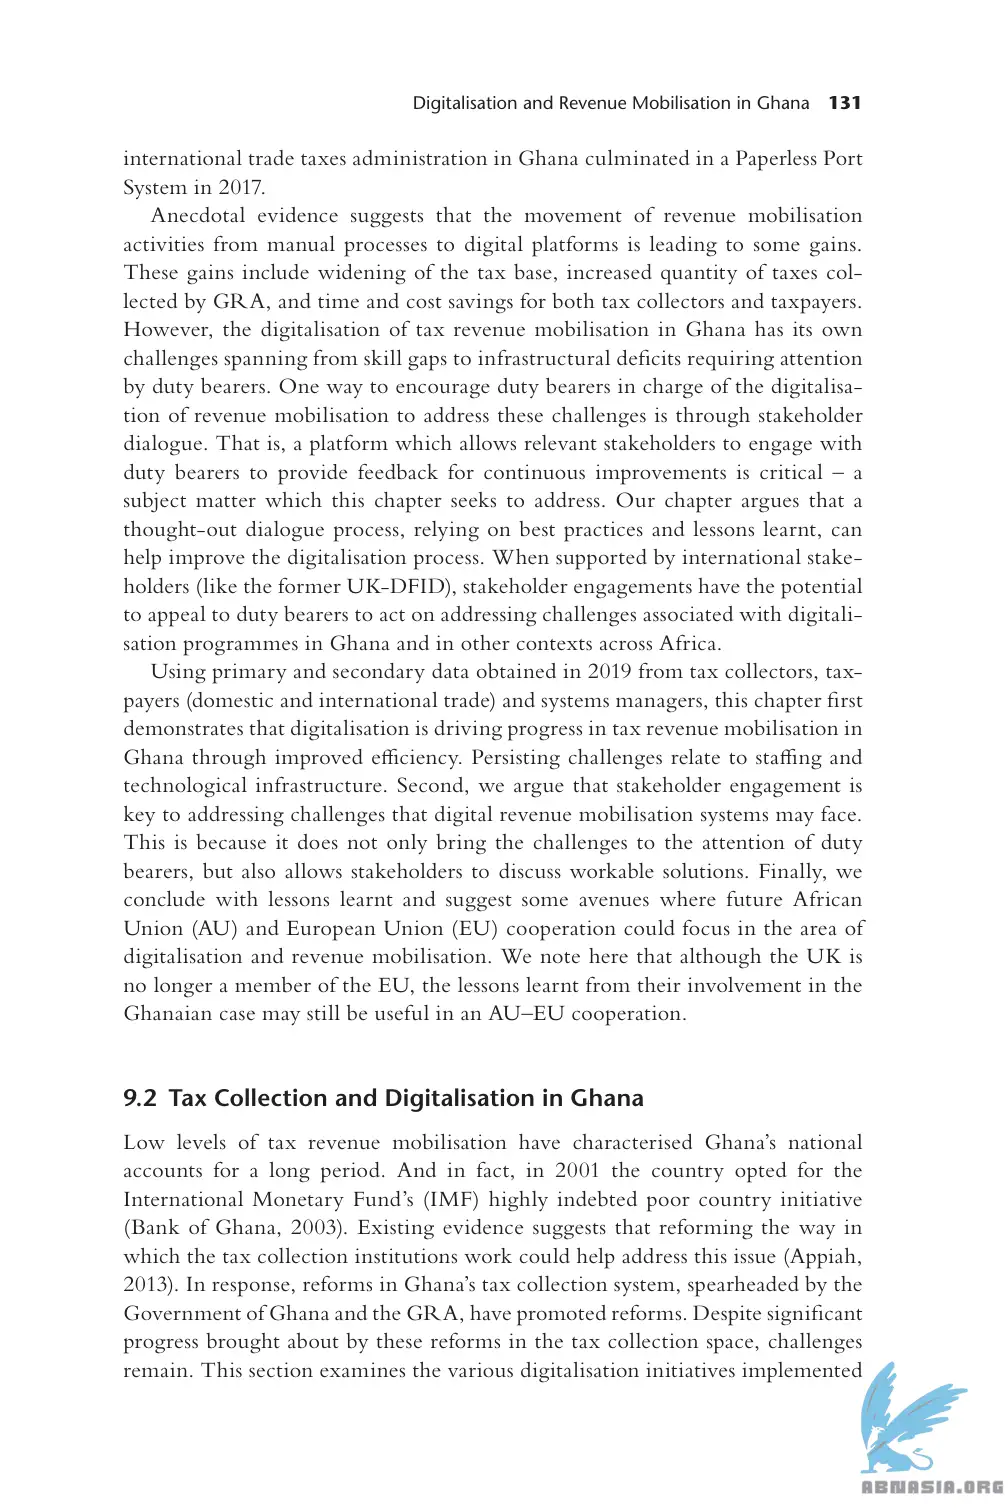 Digitalisation and Revenue Mobilisation in Ghana 131
international trade taxes administration in Ghana culminated in a Paperless Port
System in 2017.
Anecdotal evidence suggests that the movement of revenue mobilisation
activities from manual processes to digital platforms is leading to some gains.
These gains include widening of the tax base, increased quantity of taxes col-
lected by GRA, and time and cost savings for both tax collectors and taxpayers.
However, the digitalisation of tax revenue mobilisation in Ghana has its own
challenges spanning from skill gaps to infrastructural deficits requiring attention
by duty bearers. One way to encourage duty bearers in charge of the digitalisa-
tion of revenue mobilisation to address these challenges is through stakeholder
dialogue. That is, a platform which allows relevant stakeholders to engage with
duty bearers to provide feedback for continuous improvements is critical – a
subject matter which this chapter seeks to address. Our chapter argues that a
thought-out dialogue process, relying on best practices and lessons learnt, can
help improve the digitalisation process. When supported by international stake-
holders (like the former UK-DFID), stakeholder engagements have the potential
to appeal to duty bearers to act on addressing challenges associated with digitali-
sation programmes in Ghana and in other contexts across Africa.
Using primary and secondary data obtained in 2019 from tax collectors, tax-
payers (domestic and international trade) and systems managers, this chapter first
demonstrates that digitalisation is driving progress in tax revenue mobilisation in
Ghana through improved efficiency. Persisting challenges relate to staffing and
technological infrastructure. Second, we argue that stakeholder engagement is
key to addressing challenges that digital revenue mobilisation systems may face.
This is because it does not only bring the challenges to the attention of duty
bearers, but also allows stakeholders to discuss workable solutions. Finally, we
conclude with lessons learnt and suggest some avenues where future African
Union (AU) and European Union (EU) cooperation could focus in the area of
digitalisation and revenue mobilisation. We note here that although the UK is
no longer a member of the EU, the lessons learnt from their involvement in the
Ghanaian case may still be useful in an AU–EU cooperation.
9.2 Tax Collection and Digitalisation in Ghana
Low levels of tax revenue mobilisation have characterised Ghana's national
accounts for a long period. And in fact, in 2001 the country opted for the
International Monetary Fund's (IMF) highly indebted poor country initiative
(Bank of Ghana, 2003). Existing evidence suggests that reforming the way in
which the tax collection institutions work could help address this issue (Appiah,
2013). In response, reforms in Ghana's tax collection system, spearheaded by the
Government of Ghana and the GRA, have promoted reforms. Despite significant
progress brought about by these reforms in the tax collection space, challenges
remain. This section examines the various digitalisation initiatives implemented
ABNASIA.ORG